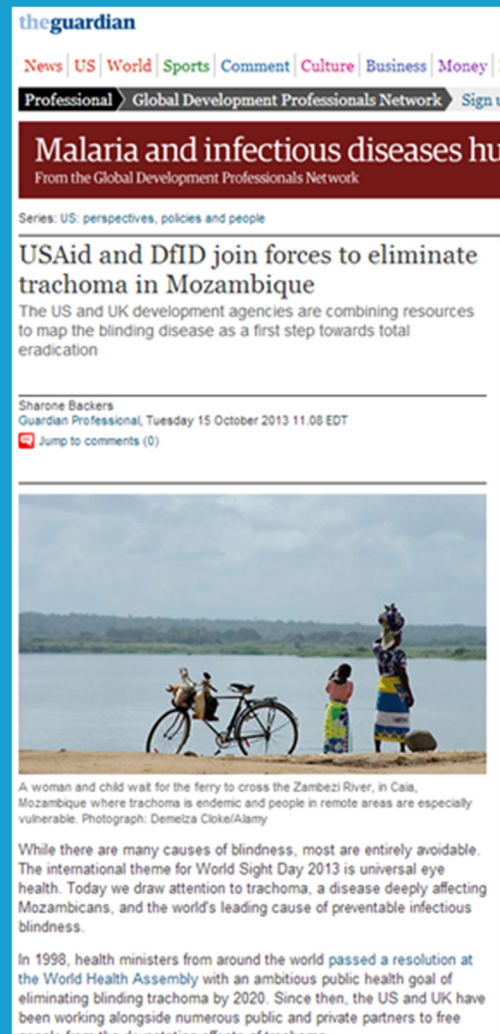 theguardian
News US World Sports Comment Culture Business Money
Professional Global Development Professionals Network Sign
Malaria and infectious diseases
From the Global Development Professionals Network
Series: US: perspectives, policies and people
USAid and DfID join forces to eliminate
trachoma in Mozambique
The US and UK development agencies are combining resources
to map the blinding disease as a first step towards total
eradication
Sharone Backers
Guardian Professional, Tuesday 15 October 2013 11.08 EDT
Jump to comments (0)
A woman and child wait for the ferry to cross the Zambezi River, in Caia,
Mozambique where trachoma is endemic and people in remote areas are especially
vulnerable. Photograph: Demelza Cloke/Alamy
While there are many causes of blindness, most are entirely avoidable.
The international theme for World Sight Day 2013 is universal eye
health. Today we draw attention to trachoma, a disease deeply affecting
Mozambicans, and the world's leading cause of preventable infectious
blindness.
In 1998, health ministers from around the world passed a resolution at
the World Health Assembly with an ambitious public health goal of
eliminating blinding trachoma by 2020. Since then, the US and UK have
been working alongside numerous public and private partners to free